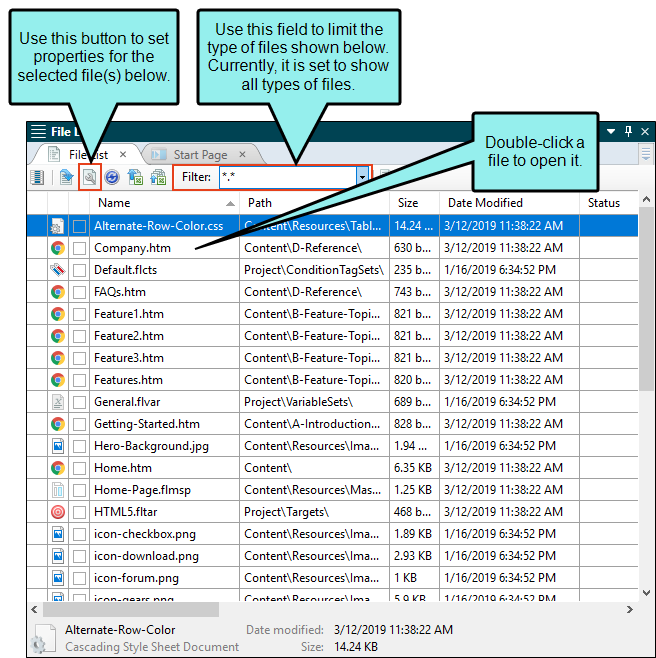 Use this button to set
properties for the
selected file(s) below.
Use this field to limit the
type of files shown below.
Currently, it is set to show
all types of files.
Double-click a
file to open it.
File L
File List
Start Page
Filter: *.*
Name Path Size Date Modified Status
Alternate-Row-Color.css Content\Resources\Tabl... 14.24 ... 3/12/2019 11:38:22 AM
Company.htm Content\D-Reference\ 630 b... 3/12/2019 11:38:22 AM
Default.flcts Project\ConditionTagSets\ 235 b... 1/16/2019 6:34:52 PM
FAQs.htm Content\D-Reference\ 743 b... 3/12/2019 11:38:22 AM
Feature1.htm Content\B-Feature-Topi... 821 b... 3/12/2019 11:38:22 AM
Feature2.htm Content\B-Feature-Topi... 821 b... 3/12/2019 11:38:22 AM
Feature3.htm Content\B-Feature-Topi... 821 b... 3/12/2019 11:38:22 AM
Features.htm Content\B-Feature-Topi... 820 b... 3/12/2019 11:38:22 AM
General.flvar Project\VariableSets\ 689 b... 1/16/2019 6:34:52 PM
Getting-Started.htm Content\A-Introduction... 828 b... 3/12/2019 11:38:22 AM
Hero-Background.jpg Content\Resources\Ima... 1.94 ... 1/16/2019 6:34:52 PM
Home.htm Content\ 6.35 KB 3/12/2019 11:38:22 AM
Home-Page.flmsp Content\Resources\Mas... 1.25 KB 3/12/2019 11:38:22 AM
HTML5.fltar Project\Targets\ 468 b... 3/12/2019 11:38:22 AM
icon-checkbox.png Content\Resources\Ima... 1.89 KB 1/16/2019 6:34:52 PM
icon-download.png Content\Resources\Ima... 2.93 KB 1/16/2019 6:34:52 PM
icon-forum.png Content\Resources\Ima... 1 KB 1/16/2019 6:34:52 PM
icon-gears.png Content\Resources\Ima... 5.9 KB 1/16/2019 6:34:52 PM
Alternate-Row-Color Date modified: 3/12/2019 11:38:22 AM
Cascading Style Sheet Document Size: 14.24 KB